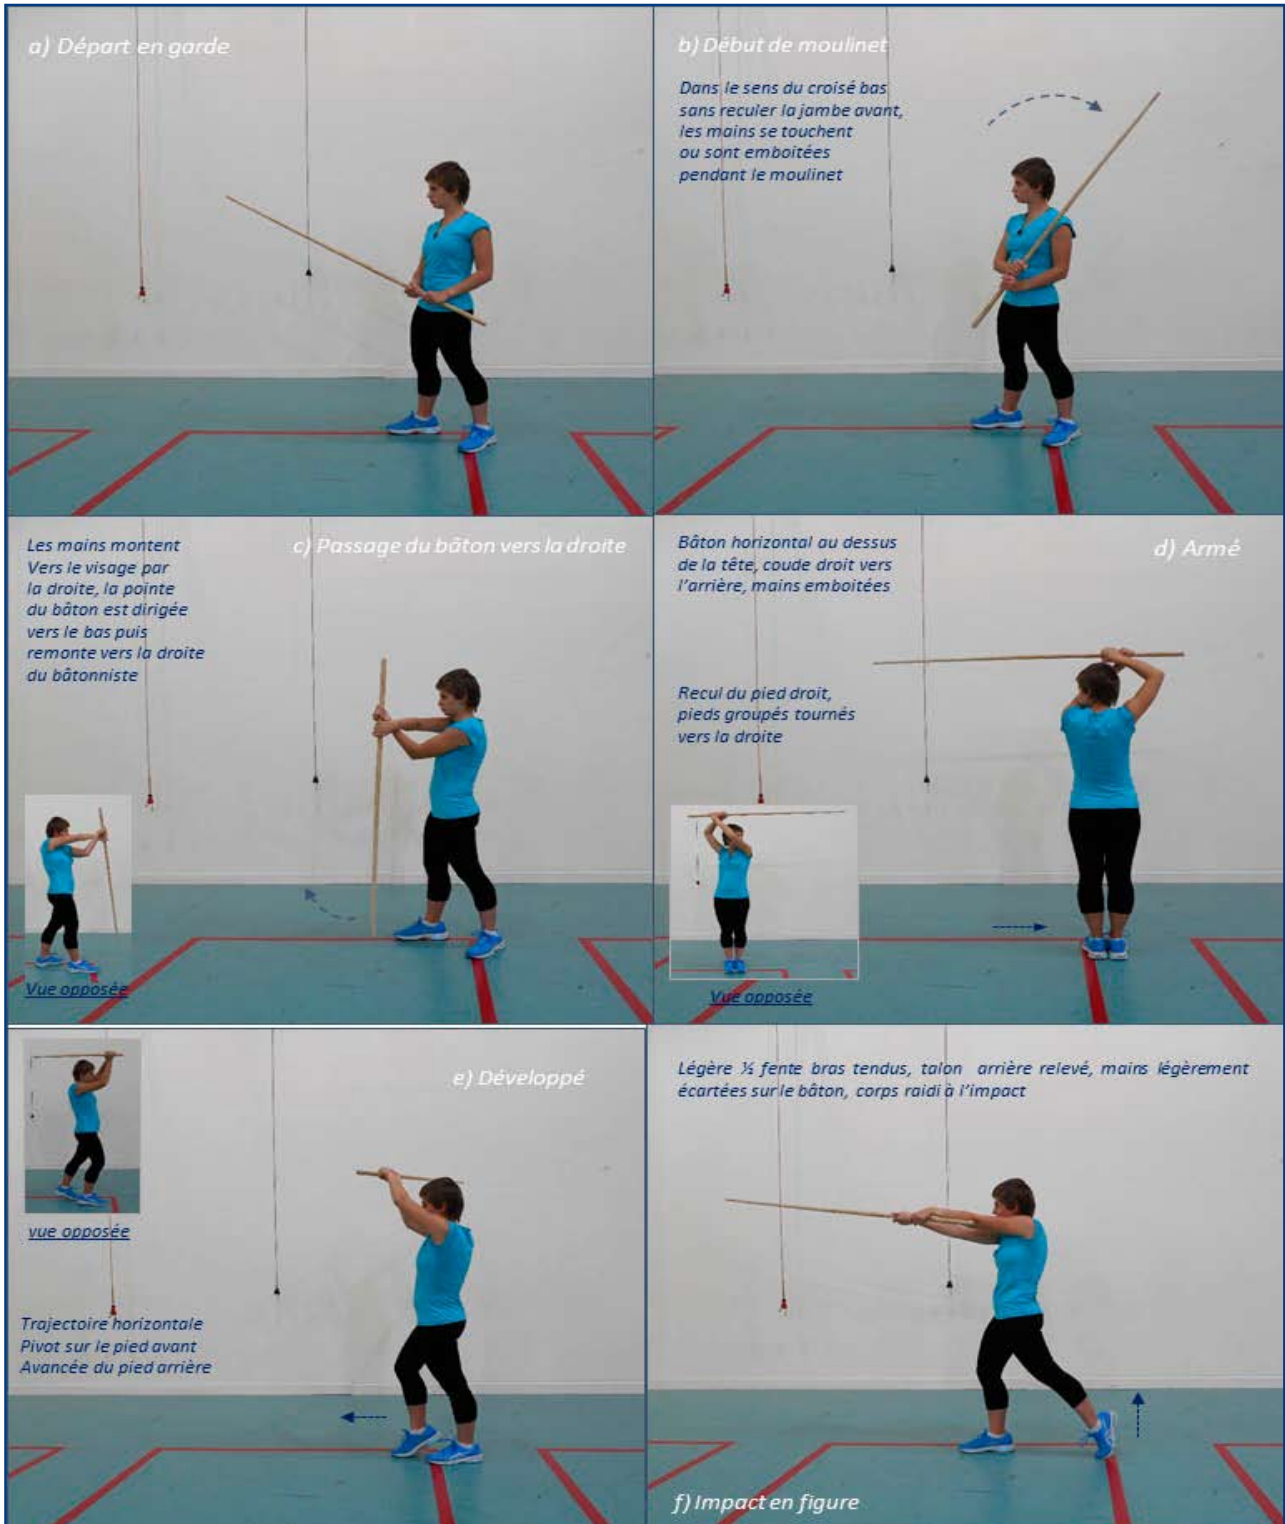 a) Départ en garde
b) Début de moulinet
Dans le sens du croisé bas
sans reculer la jambe avant,
les mains se touchent
ou sont emboitées
pendant le moulinet
c) Passage du bâton vers la droite
Les mains montent
Vers le visage par
la droite, la pointe
du bâton est dirigée
vers le bas puis
remonte vers la droite
du bâtonniste
Vue opposée
d) Armé
Bâton horizontal au dessus
de la tête, coude droit vers
l'arrière, mains emboitées
Recul du pied droit,
pieds groupés tournés
vers la droite
Vue opposée
e) Développé
vue opposée
Trajectoire horizontale
Pivot sur le pied avant
Avancée du pied arrière
Légère ½ fente bras tendus, talon arrière relevé, mains légèrement
écartées sur le bâton, corps raidi à l'impact
f) Impact en figure